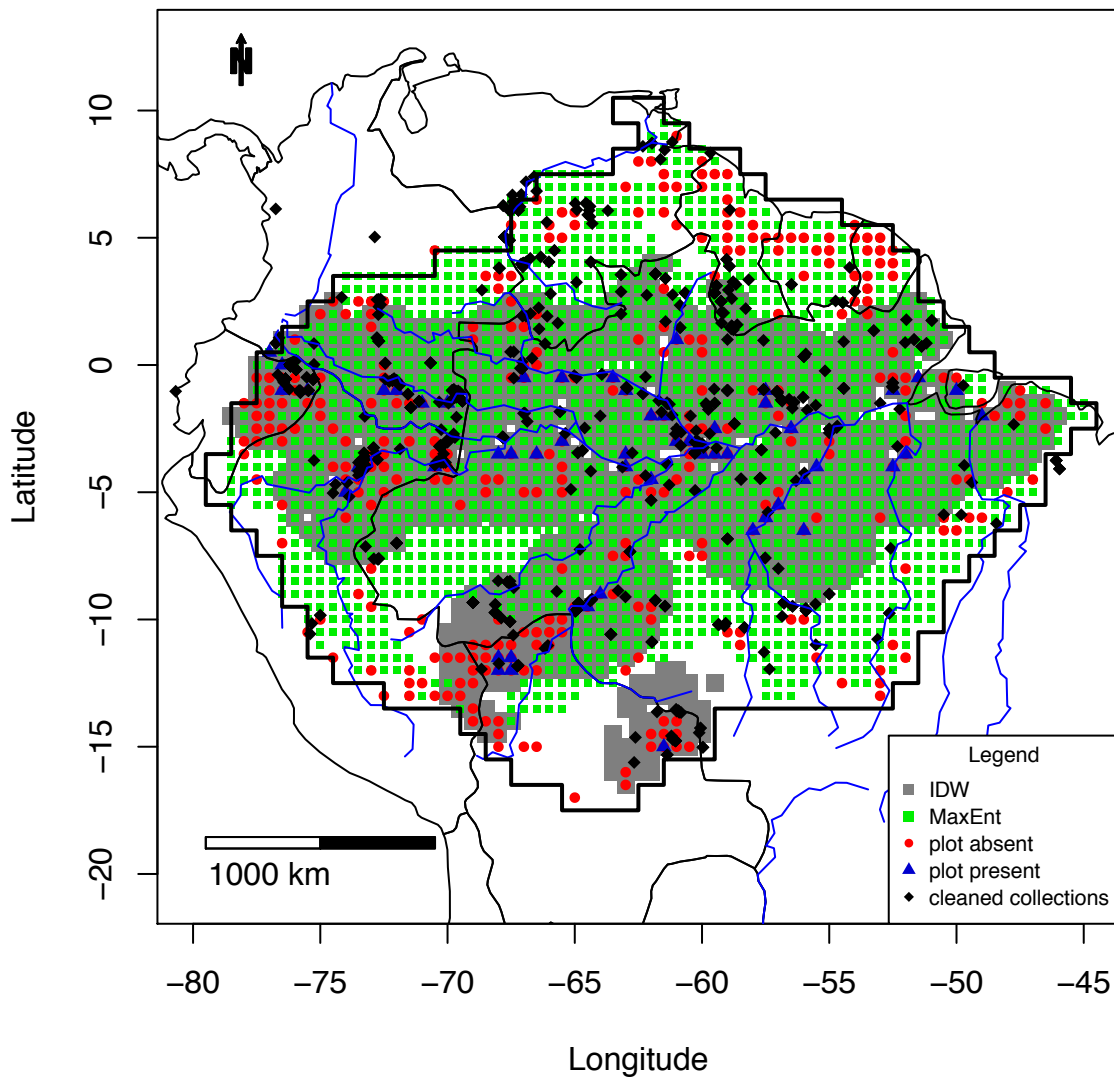 N
Latitude
10
5
0
−5
−10
−15
−20
1000 km
Legend
IDW
MaxEnt
plot absent
plot present
cleaned collections
−80 −75 −70 −65 −60 −55 −50 −45
Longitude